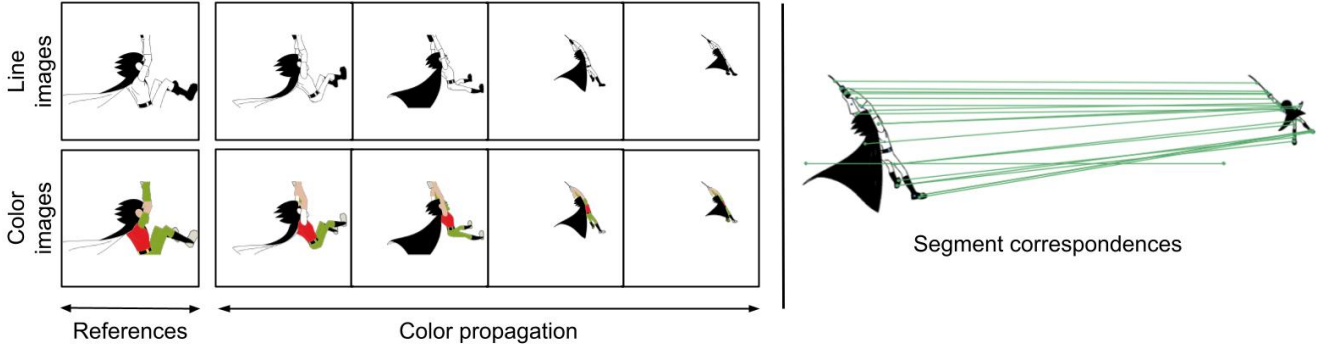 Line
images
Color
images
References
Color propagation
Segment correspondences